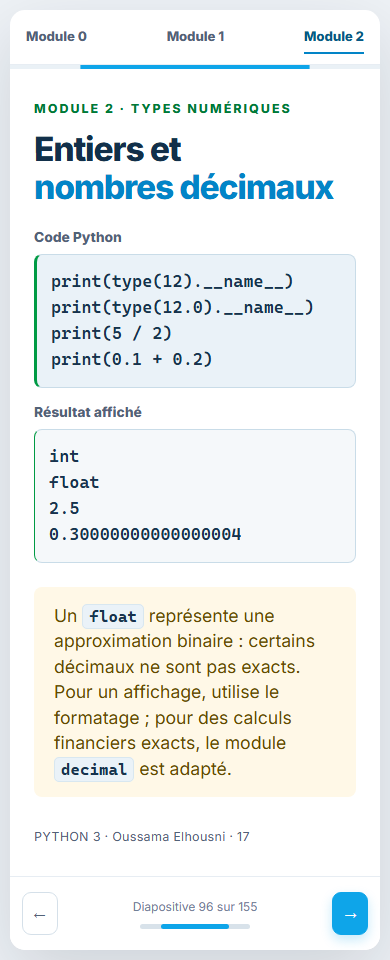 Module 0
Module 1
Module 2
MODULE 2 · TYPES NUMÉRIQUES
Entiers et
nombres décimaux
Code Python
print(type(12).__name__)
print(type(12.0).__name__)
print(5 / 2)
print(0.1 + 0.2)
Résultat affiché
int
float
2.5
0.30000000000000004
Un float représente une
approximation binaire : certains
décimaux ne sont pas exacts.
Pour un affichage, utilise le
formatage ; pour des calculs
financiers exacts, le module
decimal est adapté.
PYTHON 3 · Oussama Elhousni · 17
←
Diapositive 96 sur 155
→